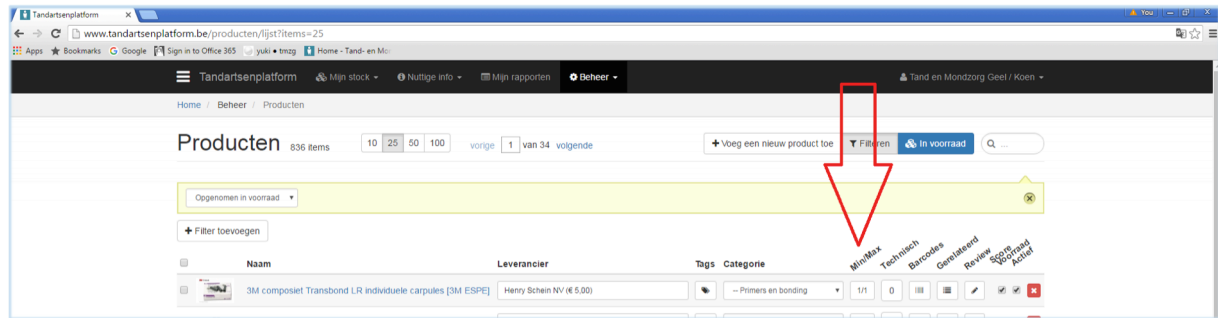 Tandartsenplatform
You
www.tandartsenplatform.be/producten/lijst?items=25
Apps Bookmarks Google Sign in to Office 365 yuki • tmzg Home - Tand- en Mo
Tandartsenplatform Mijn stock Nuttige info Mijn rapporten Beheer Tand en Mondzorg Geel / Koen
Home / Beheer / Producten
Producten 836 items 10 25 50 100 vorige 1 van 34 volgende + Voeg een nieuw product toe Filteren In voorraad ...
Opgenomen in voorraad
+ Filter toevoegen
Naam Leverancier Tags Categorie Min/Max Technisch Barcodes Gerelateerd Review Score Voorraad Actief
3M composiet Transbond LR individuele carpules [3M ESPE] Henry Schein NV (€ 5,00) -- Primers en bonding 1/1 0